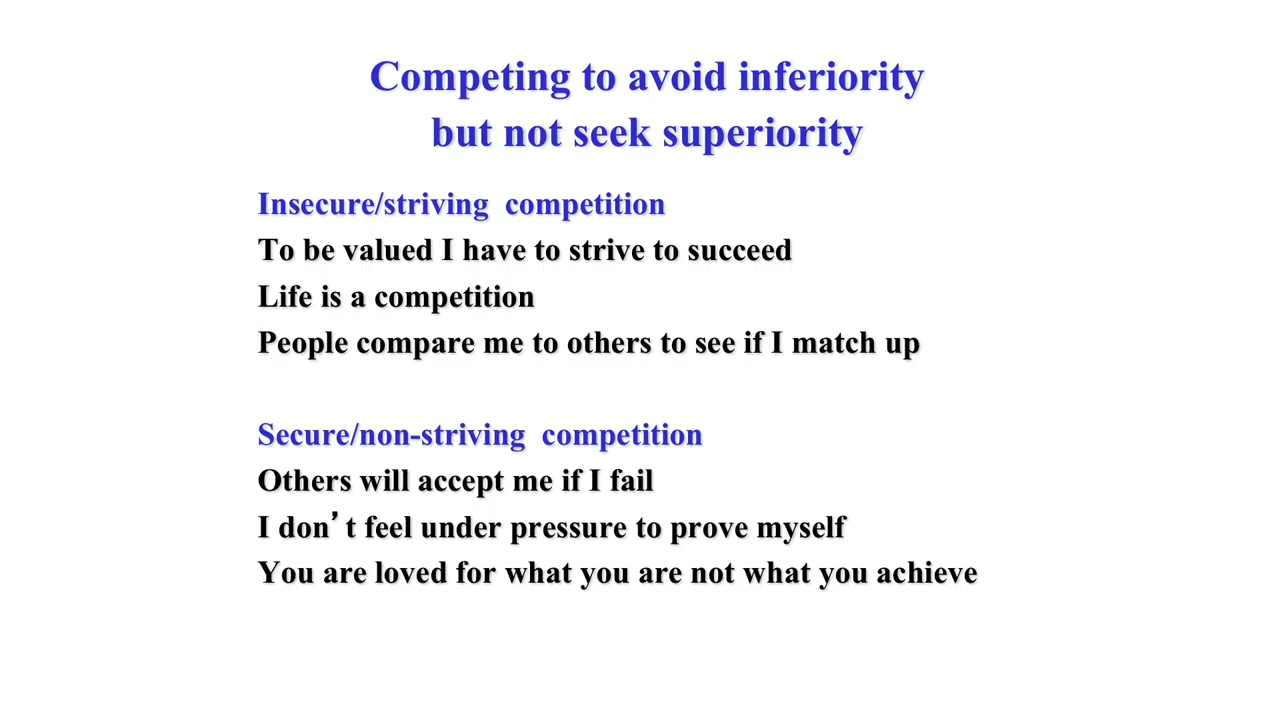 Competing to avoid inferiority
but not seek superiority
Insecure/striving  competition
To be valued I have to strive to succeed
Life is a competition
People compare me to others to see if I match up
Secure/non-striving  competition
Others will accept me if I fail
I don’t feel under pressure to prove myself
You are loved for what you are not what you achieve